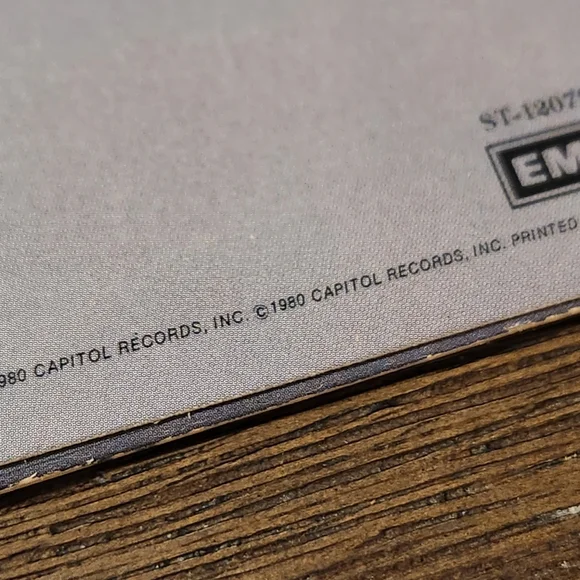 ST-1207
EM
980 CAPITOL RECORDS, INC. ©1980 CAPITOL RECORDS, INC. PRINTED